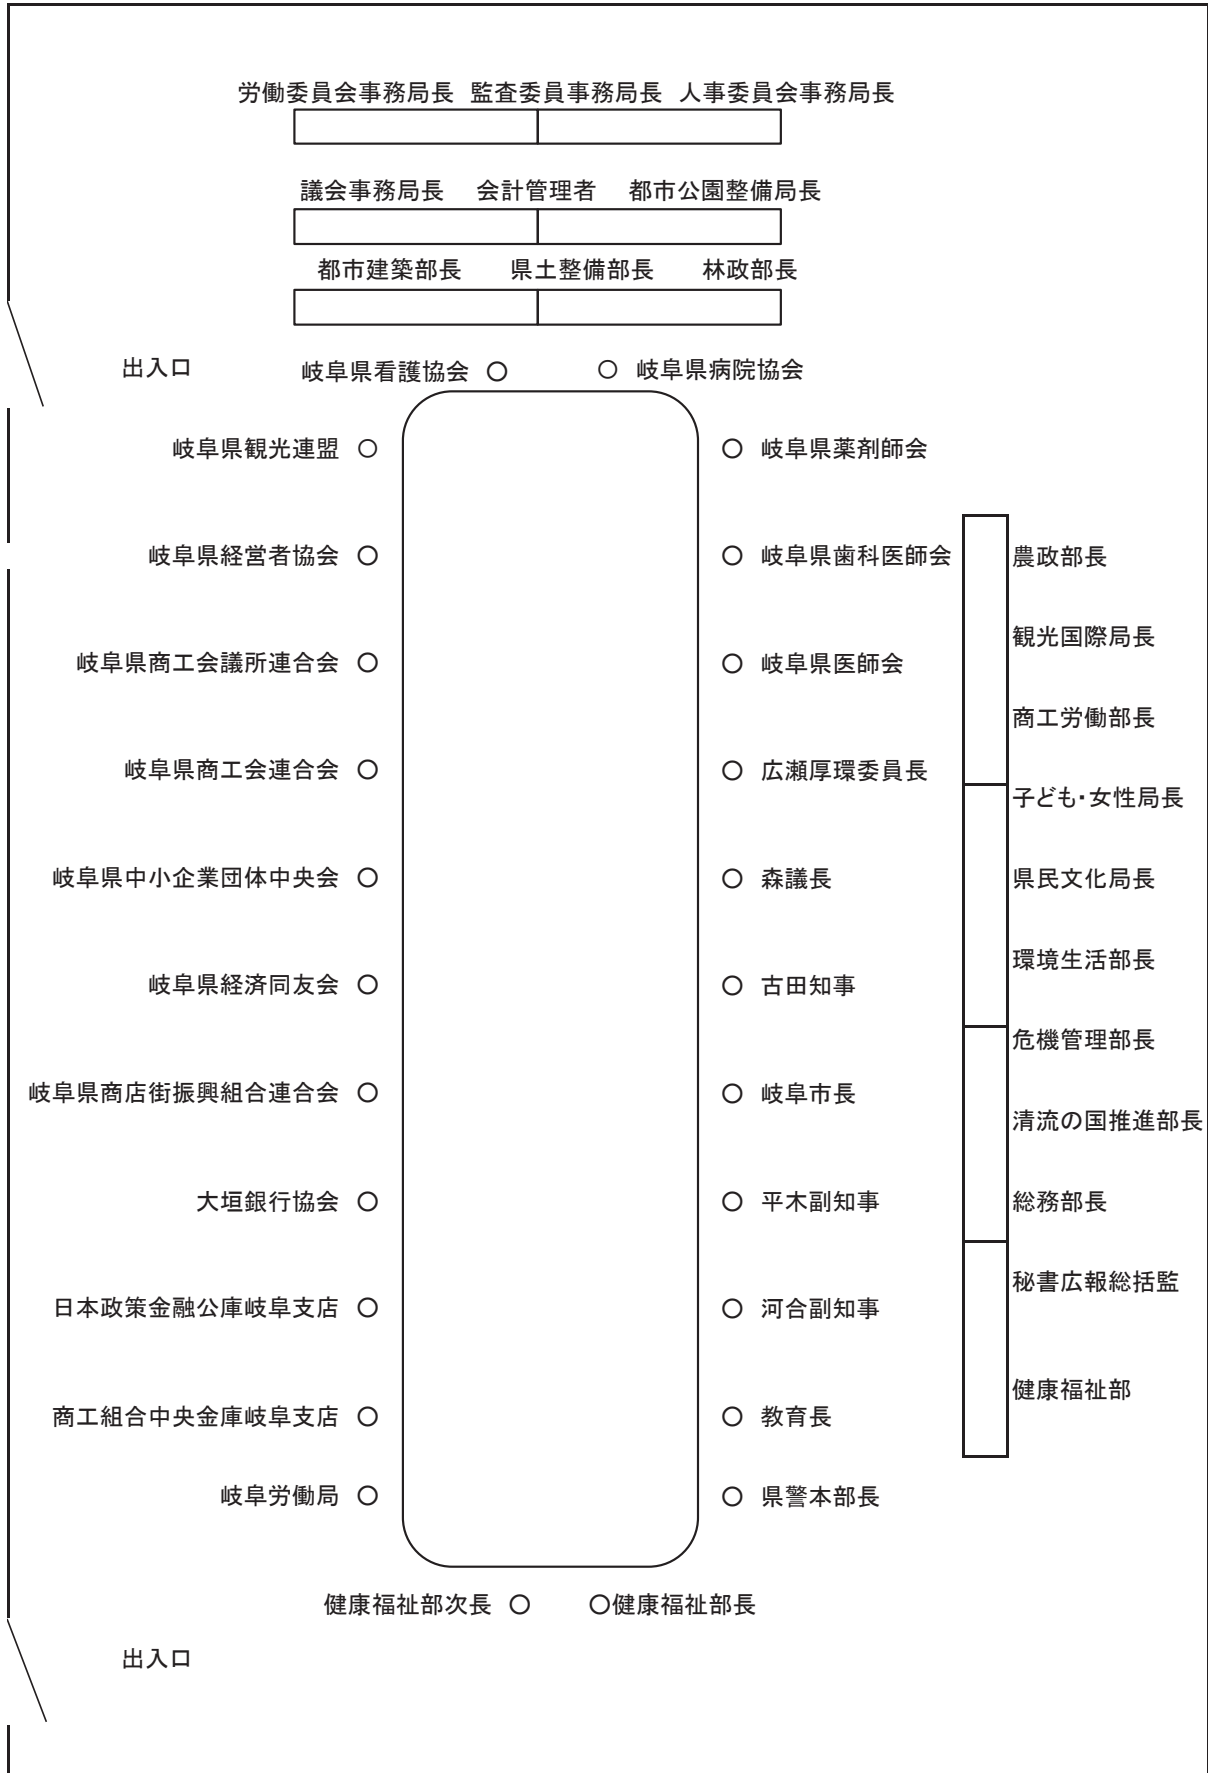 労働委員会事務局長 監査委員事務局長 人事委員会事務局長
議会事務局長 会計管理者 都市公園整備局長
都市建築部長 県土整備部長 林政部長
出入口 岐阜県看護協会 ○ ○ 岐阜県病院協会
岐阜県観光連盟 ○ ○ 岐阜県薬剤師会
岐阜県経営者協会 ○ ○ 岐阜県歯科医師会 農政部長
観光国際局長
岐阜県商工会議所連合会 ○ ○ 岐阜県医師会
商工労働部長
岐阜県商工会連合会 ○ ○ 広瀬厚環委員長
子ども・女性局長
岐阜県中小企業団体中央会 ○ ○ 森議長 県民文化局長
環境生活部長
岐阜県経済同友会 ○ ○ 古田知事
危機管理部長
岐阜県商店街振興組合連合会 ○ ○ 岐阜市長
清流の国推進部長
大垣銀行協会 ○ ○ 平木副知事 総務部長
秘書広報総括監
日本政策金融公庫岐阜支店 ○ ○ 河合副知事
健康福祉部
商工組合中央金庫岐阜支店 ○ ○ 教育長
岐阜労働局 ○ ○ 県警本部長
健康福祉部次長 ○ ○健康福祉部長
出入口